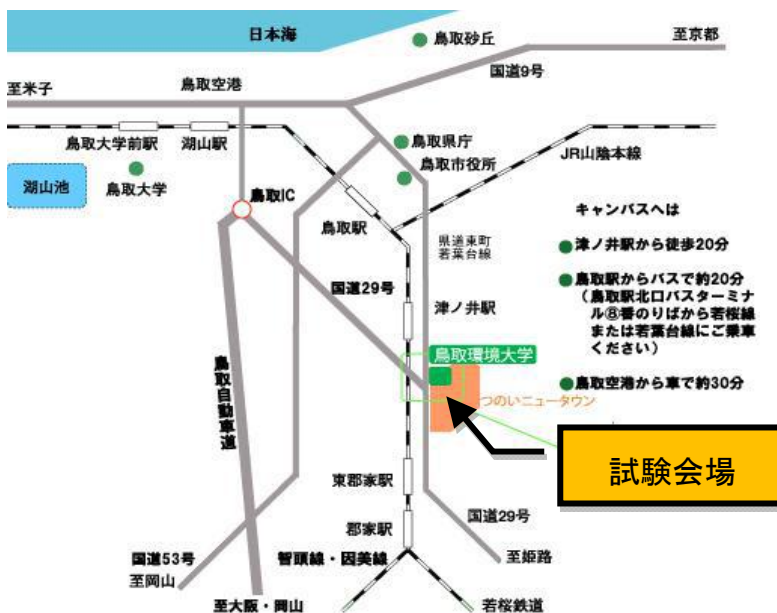 日本海
鳥取砂丘
至京都
国道9号
至米子
鳥取空港
鳥取大学前駅
湖山駅
鳥取県庁
鳥取市役所
JR山陰本線
湖山池
鳥取大学
鳥取IC
鳥取駅
県道東町
若葉台線
キャンパスへは
津ノ井駅から徒歩20分
鳥取駅からバスで約20分
(鳥取駅北口バスターミナ
ル⑧番のりばから若桜線
または若葉台線にご乗車
ください)
鳥取空港から車で約30分
国道29号
津ノ井駅
鳥取環境大学
つのいニュータウン
鳥取自動車道
試験会場
東郡家駅
郡家駅
国道29号
至姫路
国道53号
至岡山
智頭線・因美線
至大阪・岡山
若桜鉄道